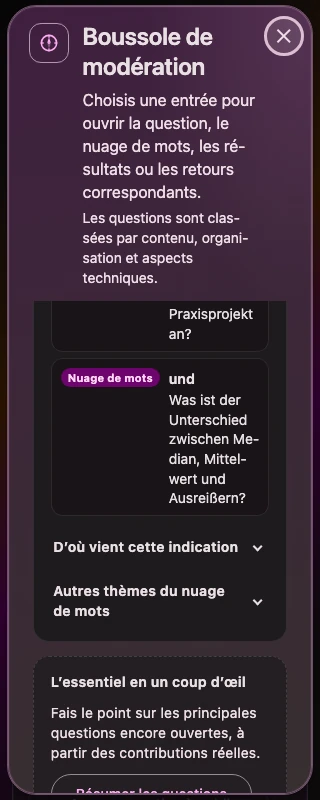 Boussole de
modération
Choisis une entrée pour
ouvrir la question, le
nuage de mots, les ré-
sultats ou les retours
correspondants.
Les questions sont clas-
sées par contenu, organi-
sation et aspects
techniques.
Praxisprojekt
an?
Nuage de mots
und
Was ist der
Unterschied
zwischen Me-
dian, Mittel-
wert und
Ausreißern?
D’où vient cette indication
Autres thèmes du nuage
de mots
L’essentiel en un coup d’œil
Fais le point sur les principales
questions encore ouvertes, à
partir des contributions réelles.
Résumer les questions